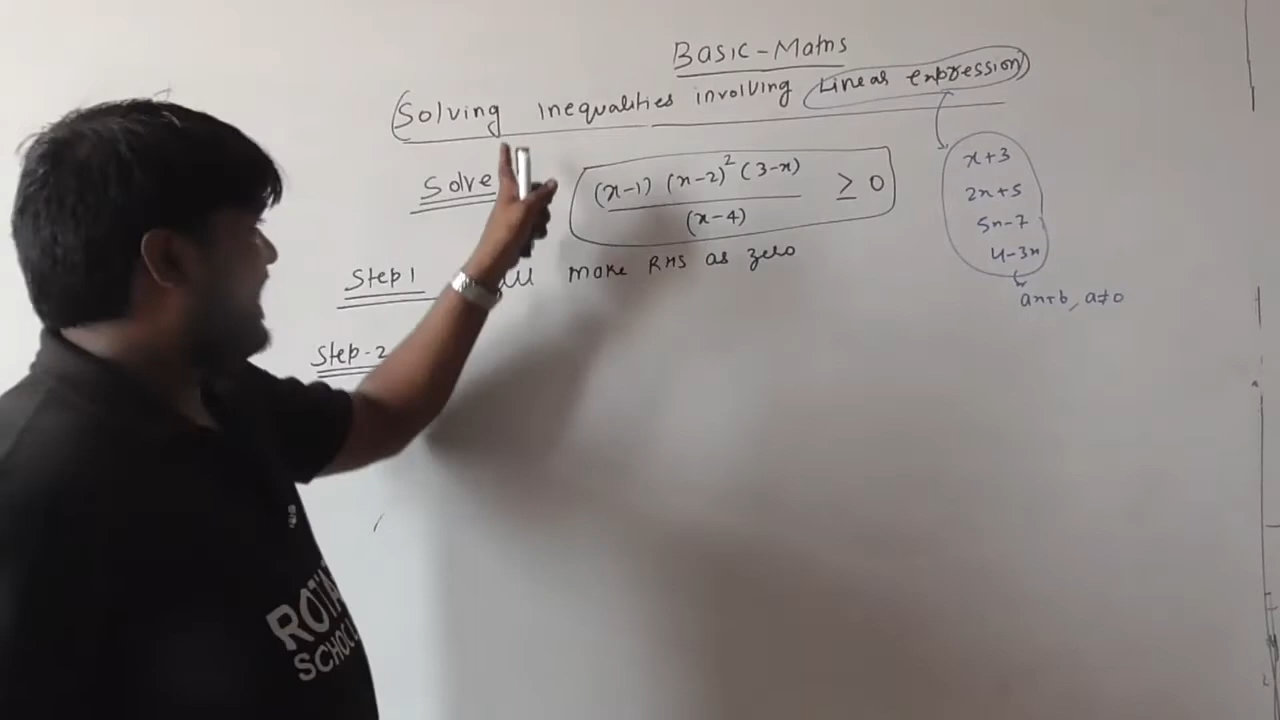 Basic-Maths
Solving inequalities involving Linear expression
Solve
(x-1) (x-2)² (3-x)
(x-4)
≥ 0
x+3
2x+5
5x-7
4-3x
ax+b, a≠0
Step 1
make RHS as zero
Step-2
SCHOOL